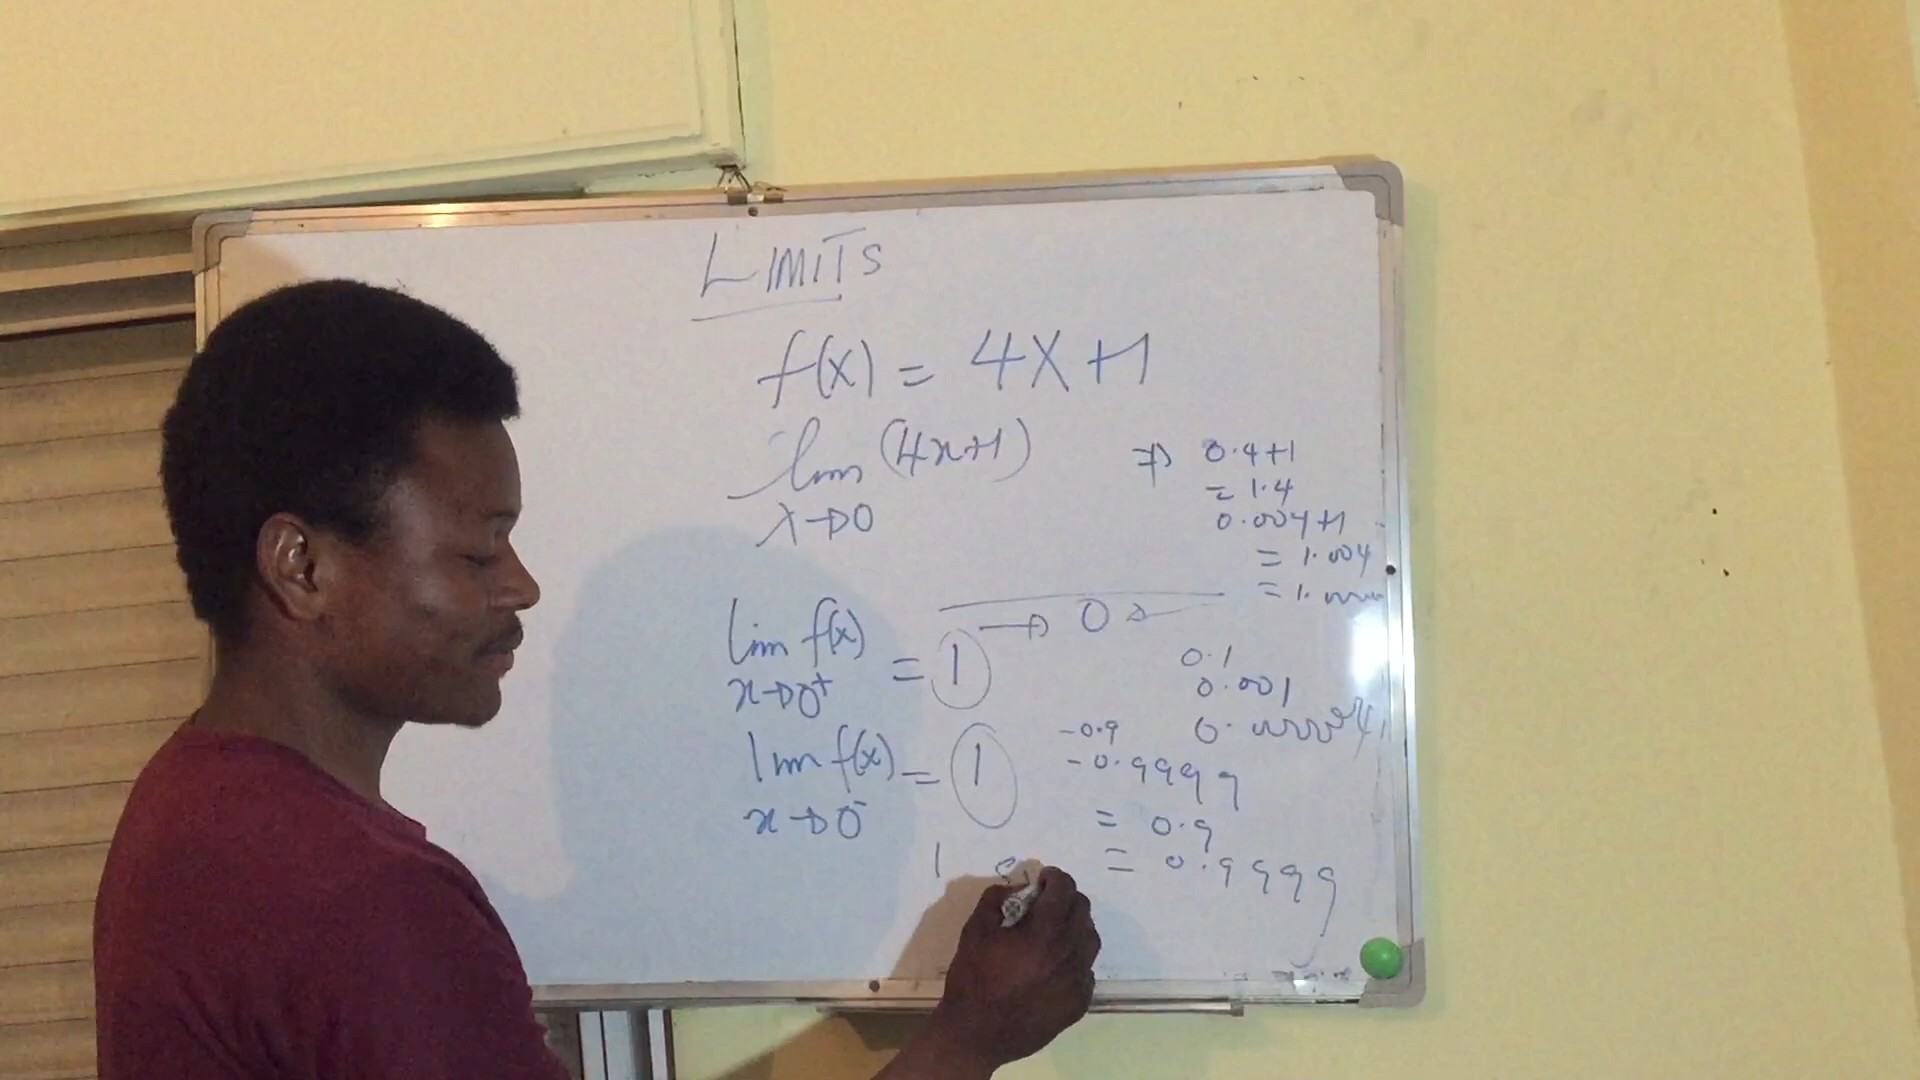 LIMITS
f(x) = 4x+1
lim (4x+1)
x→0
⇒ 0.4+1
= 1.4
0.004+1
= 1.004
= 1.
→ 0
lim f(x) = 1
x→0⁺
0.1
0.001
0.
lim f(x) = 1
x→0⁻
-0.9
-0.9999
= 0.9
= 0.9999
1